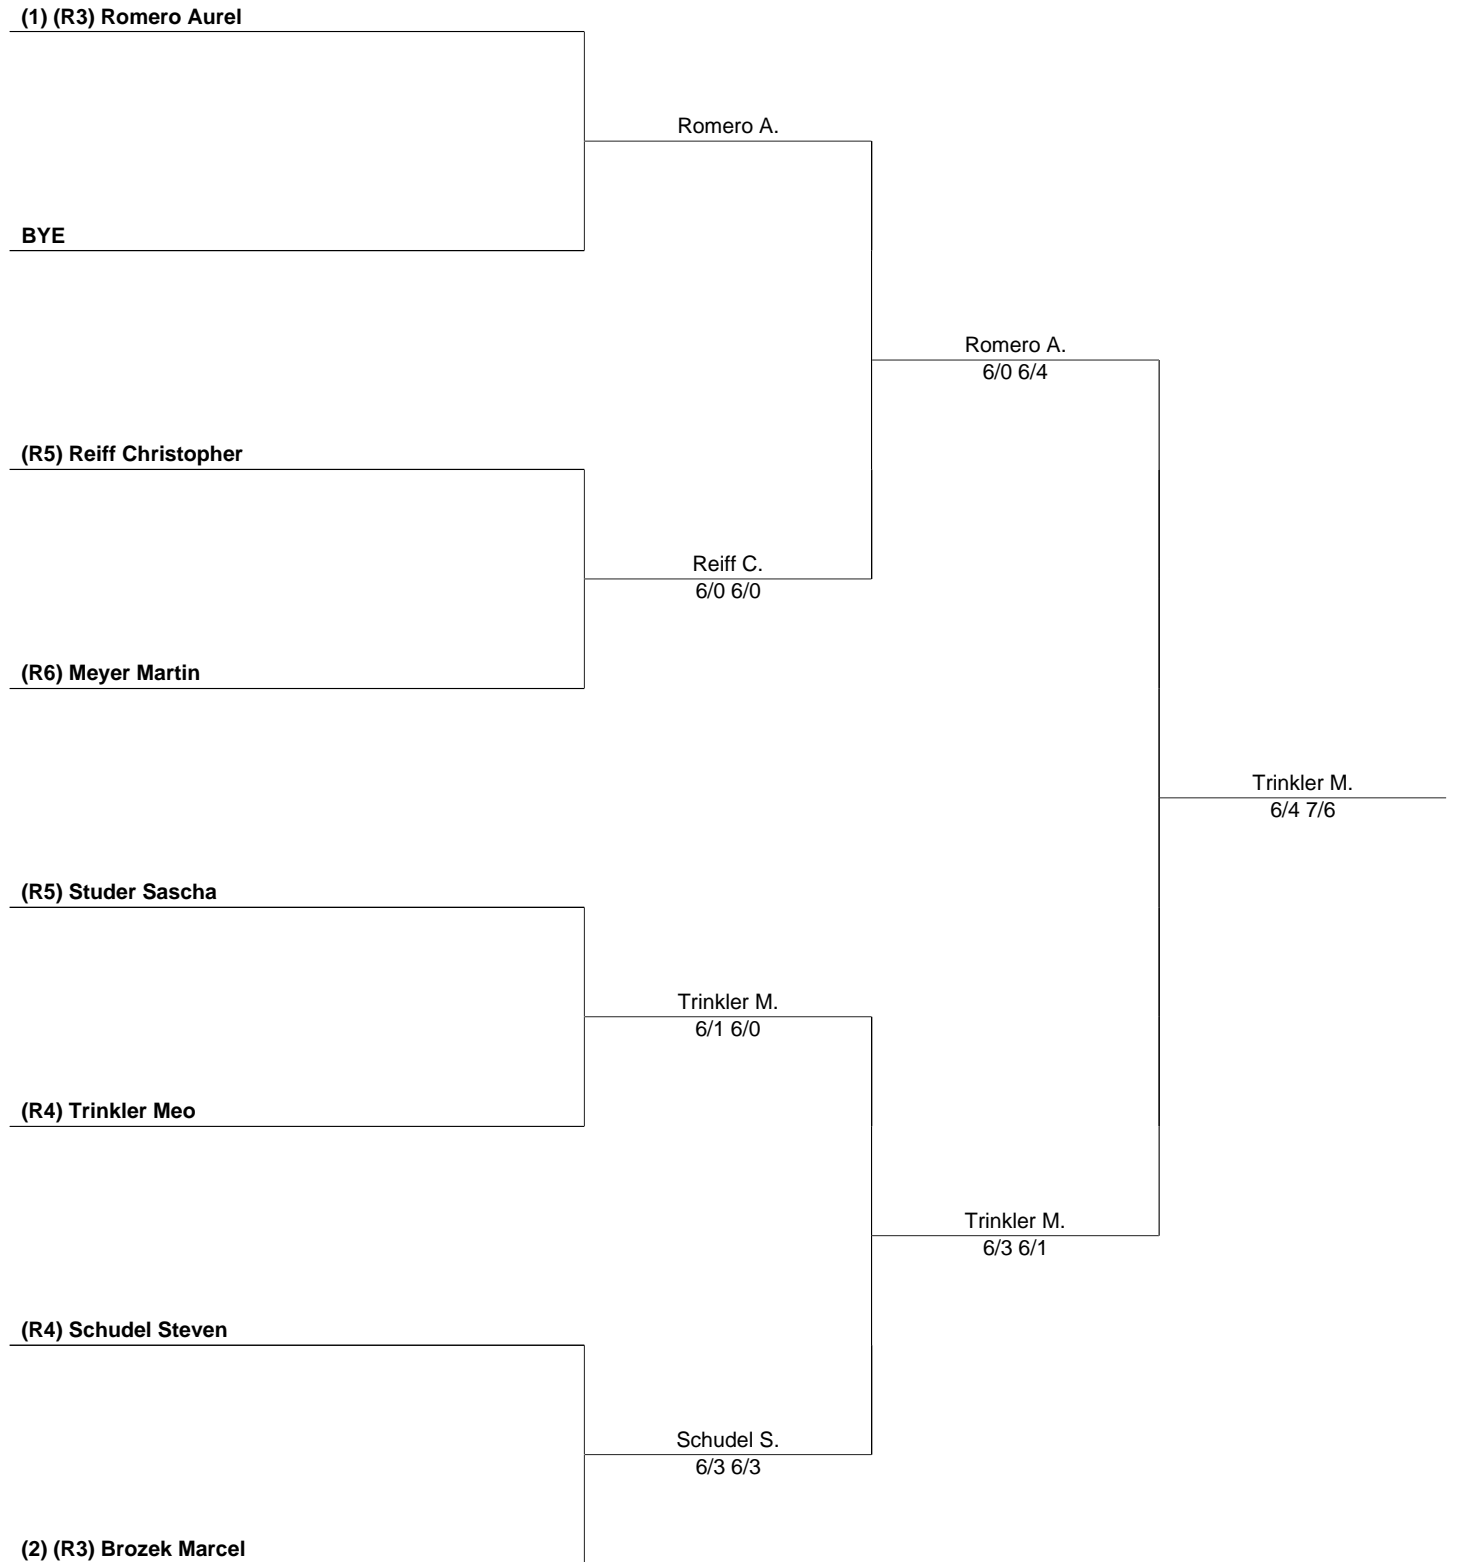 (1) (R3) Romero Aurel
Romero A.
BYE
Romero A.
6/0 6/4
(R5) Reiff Christopher
Reiff C.
6/0 6/0
(R6) Meyer Martin
Trinkler M.
6/4 7/6
(R5) Studer Sascha
Trinkler M.
6/1 6/0
(R4) Trinkler Meo
Trinkler M.
6/3 6/1
(R4) Schudel Steven
Schudel S.
6/3 6/3
(2) (R3) Brozek Marcel